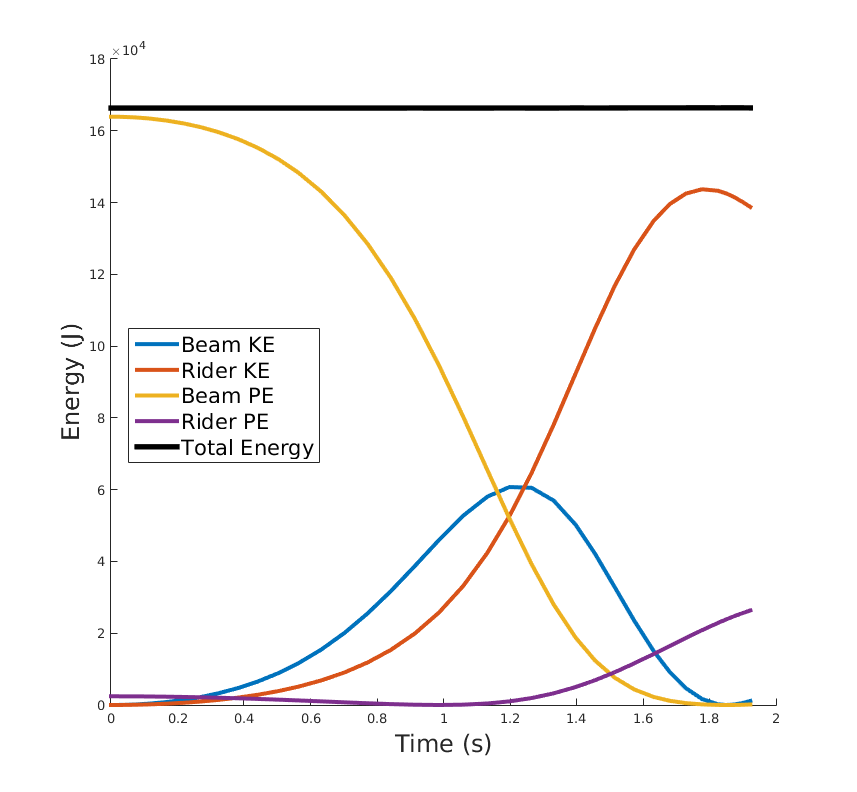 ×10⁴
18
16
14
12
10
8
6
4
2
0
Energy (J)
Beam KE
Rider KE
Beam PE
Rider PE
Total Energy
0 0.2 0.4 0.6 0.8 1 1.2 1.4 1.6 1.8 2
Time (s)